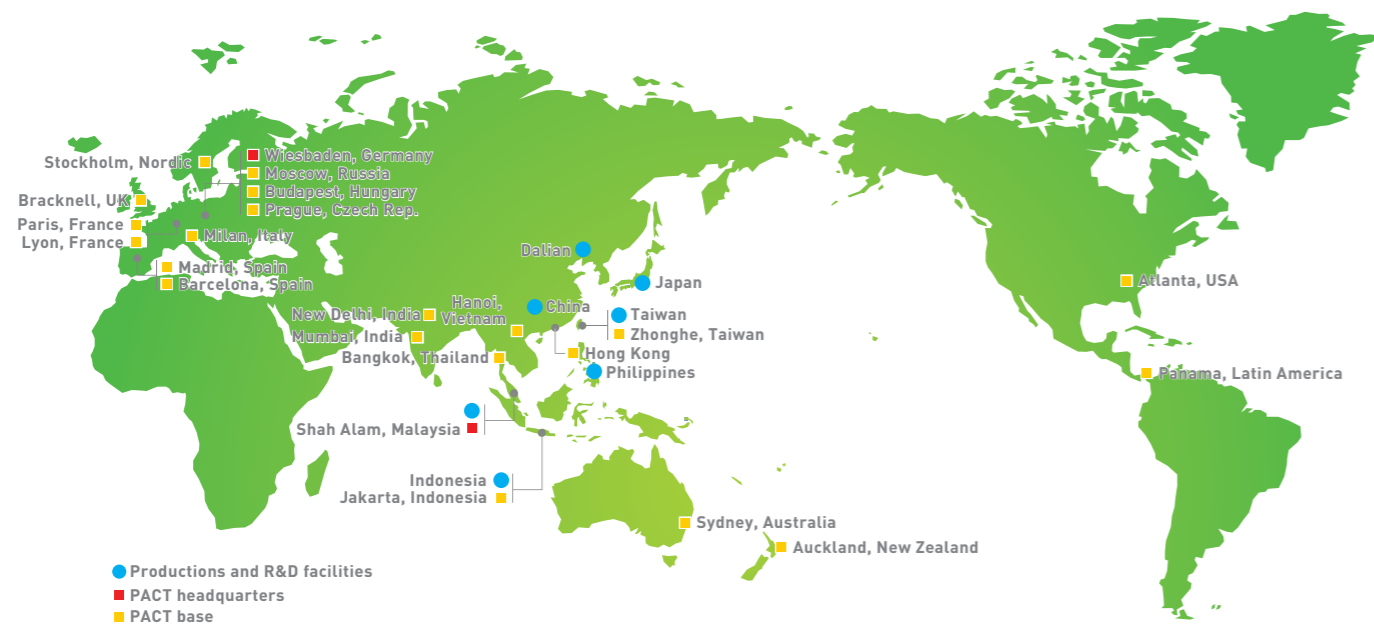 Stockholm, Nordic
Wiesbaden, Germany
Moscow, Russia
Budapest, Hungary
Prague, Czech Rep.
Bracknell, UK
Paris, France
Lyon, France
Milan, Italy
Madrid, Spain
Barcelona, Spain
Dalian
Japan
Atlanta, USA
New Delhi, India
Hanoi,
Vietnam
China
Taiwan
Zhonghe, Taiwan
Mumbai, India
Bangkok, Thailand
Hong Kong
Philippines
Panama, Latin America
Shah Alam, Malaysia
Indonesia
Jakarta, Indonesia
Sydney, Australia
Auckland, New Zealand
Productions and R&D facilities
PACT headquarters
PACT base